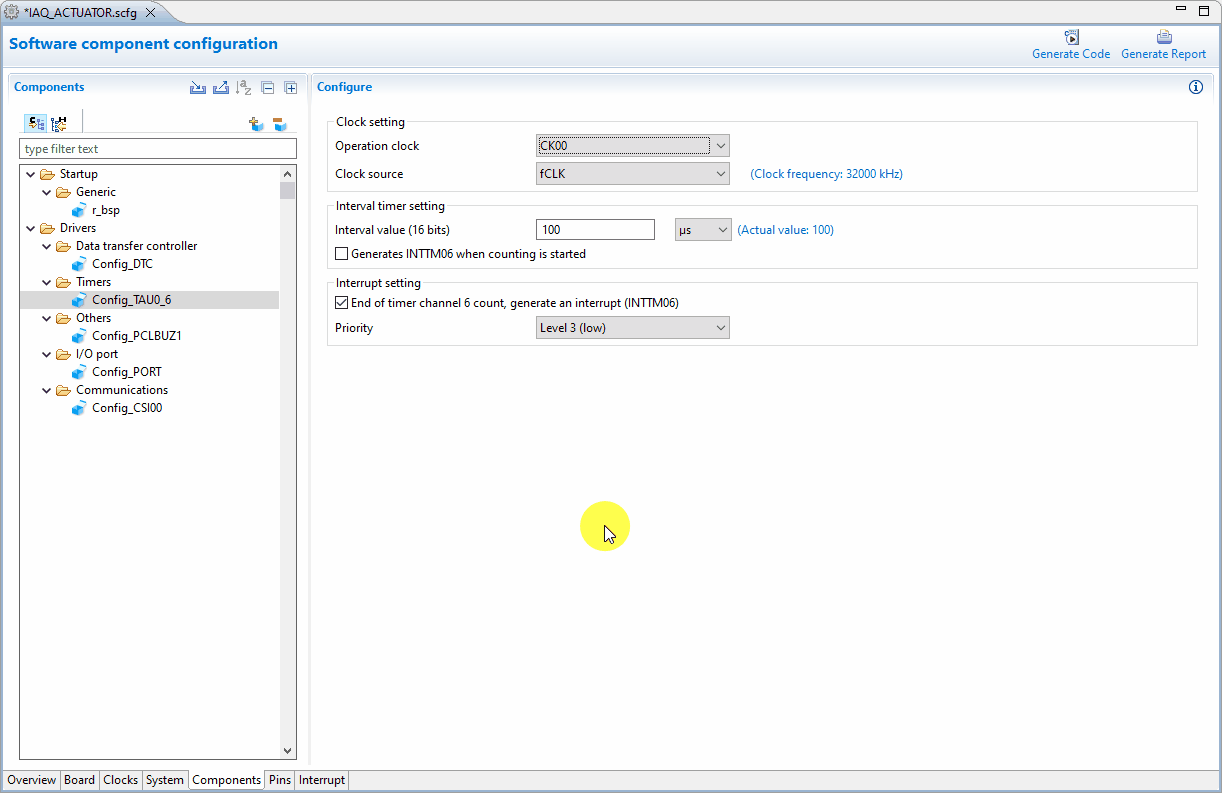 *IAQ_ACTUATOR.scfg
Software component configuration
Generate Code
Generate Report
Components
type filter text
Startup
Generic
r_bsp
Drivers
Data transfer controller
Config_DTC
Timers
Config_TAU0_6
Others
Config_PCLBUZ1
I/O port
Config_PORT
Communications
Config_CSI00
Configure
Clock setting
Operation clock CK00
Clock source fCLK (Clock frequency: 32000 kHz)
Interval timer setting
Interval value (16 bits) 100 µs (Actual value: 100)
Generates INTTM06 when counting is started
Interrupt setting
End of timer channel 6 count, generate an interrupt (INTTM06)
Priority Level 3 (low)
Overview Board Clocks System Components Pins Interrupt